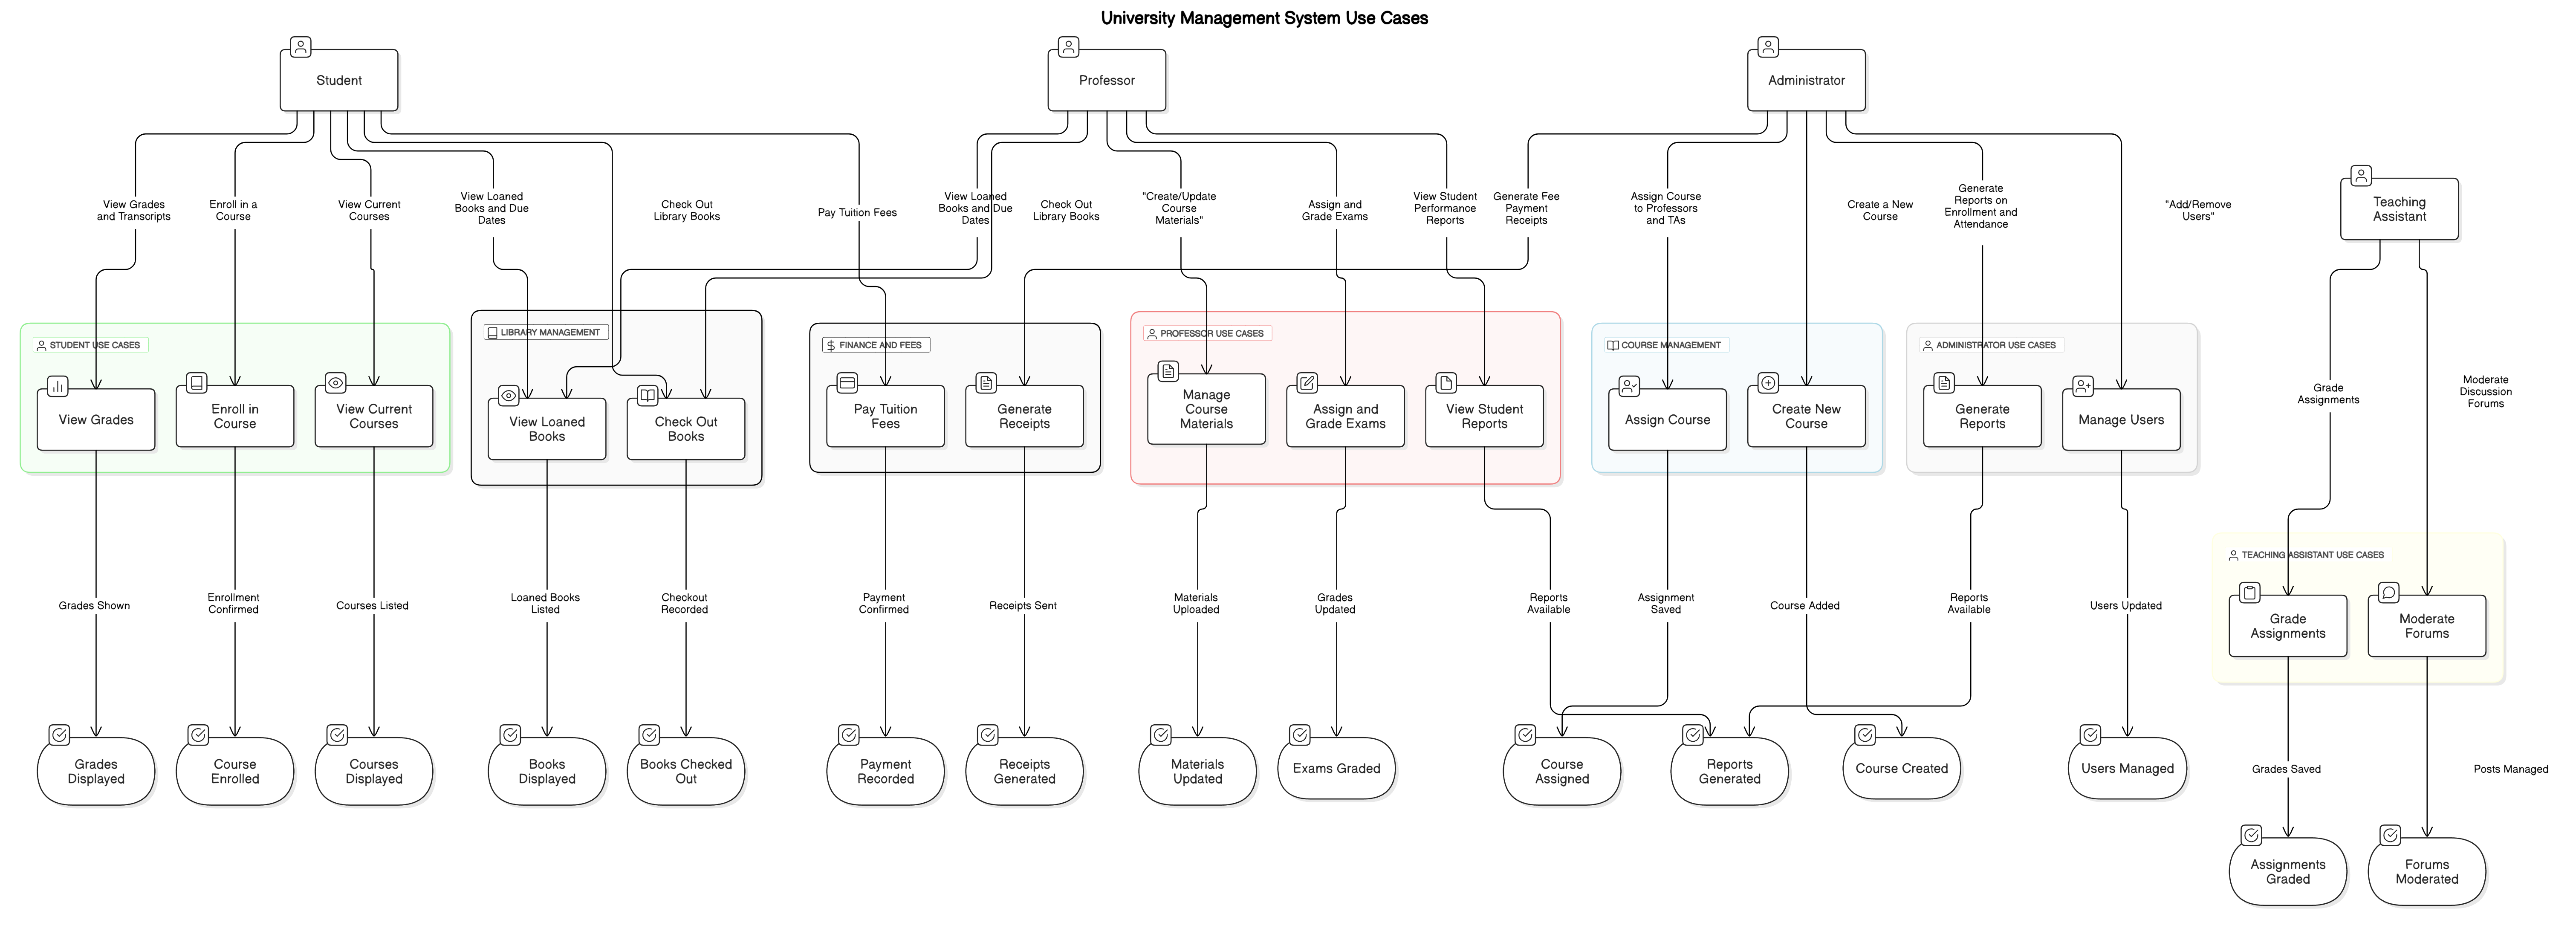 University Management System Use Cases
Student
Professor
Administrator
Teaching
Assistant
View Grades
and Transcripts
Enroll in a
Course
View Current
Courses
View Loaned
Books and Due
Dates
Check Out
Library Books
Pay Tuition Fees
View Loaned
Books and Due
Dates
Check Out
Library Books
"Create/Update
Course
Materials"
Assign and
Grade Exams
View Student
Performance
Reports
Generate Fee
Payment
Receipts
Assign Course
to Professors
and TAs
Create a New
Course
Generate
Reports on
Enrollment and
Attendance
"Add/Remove
Users"
Grade
Assignments
Moderate
Discussion
Forums
STUDENT USE CASES
View Grades
Enroll in
Course
View Current
Courses
LIBRARY MANAGEMENT
View Loaned
Books
Check Out
Books
FINANCE AND FEES
Pay Tuition
Fees
Generate
Receipts
PROFESSOR USE CASES
Manage
Course
Materials
Assign and
Grade Exams
View Student
Reports
COURSE MANAGEMENT
Assign Course
Create New
Course
ADMINISTRATOR USE CASES
Generate
Reports
Manage Users
TEACHING ASSISTANT USE CASES
Grade
Assignments
Moderate
Forums
Grades Shown
Enrollment
Confirmed
Courses Listed
Loaned Books
Listed
Checkout
Recorded
Payment
Confirmed
Receipts Sent
Materials
Uploaded
Grades
Updated
Reports
Available
Assignment
Saved
Course Added
Reports
Available
Users Updated
Grades Saved
Posts Managed
Grades
Displayed
Course
Enrolled
Courses
Displayed
Books
Displayed
Books Checked
Out
Payment
Recorded
Receipts
Generated
Materials
Updated
Exams Graded
Course
Assigned
Reports
Generated
Course Created
Users Managed
Assignments
Graded
Forums
Moderated